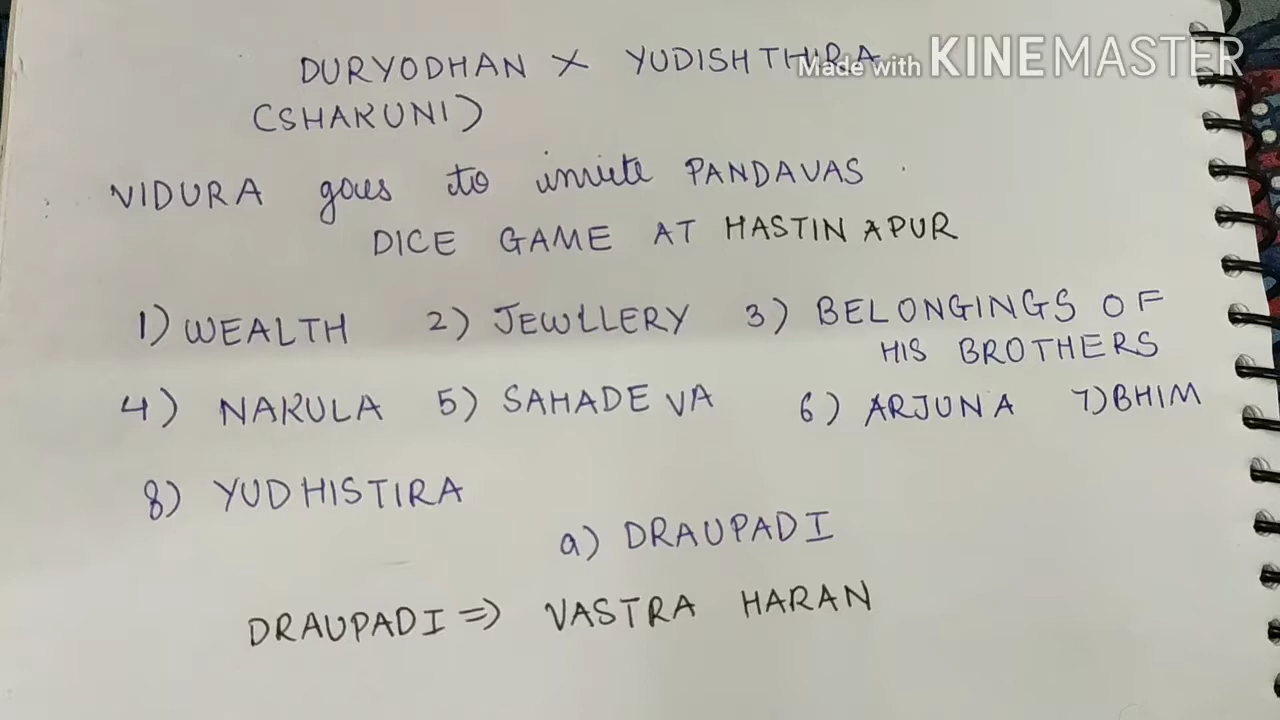 DURYODHAN X YUDISHTHIRA
Made with KINEMASTER
(SHAKUNI)
VIDURA goes to invite PANDAVAS
DICE GAME AT HASTINAPUR
1) WEALTH 2) JEWLLERY 3) BELONGINGS OF
HIS BROTHERS
4) NAKULA 5) SAHADEVA 6) ARJUNA 7) BHIM
8) YUDHISTIRA
a) DRAUPADI
DRAUPADI => VASTRA HARAN